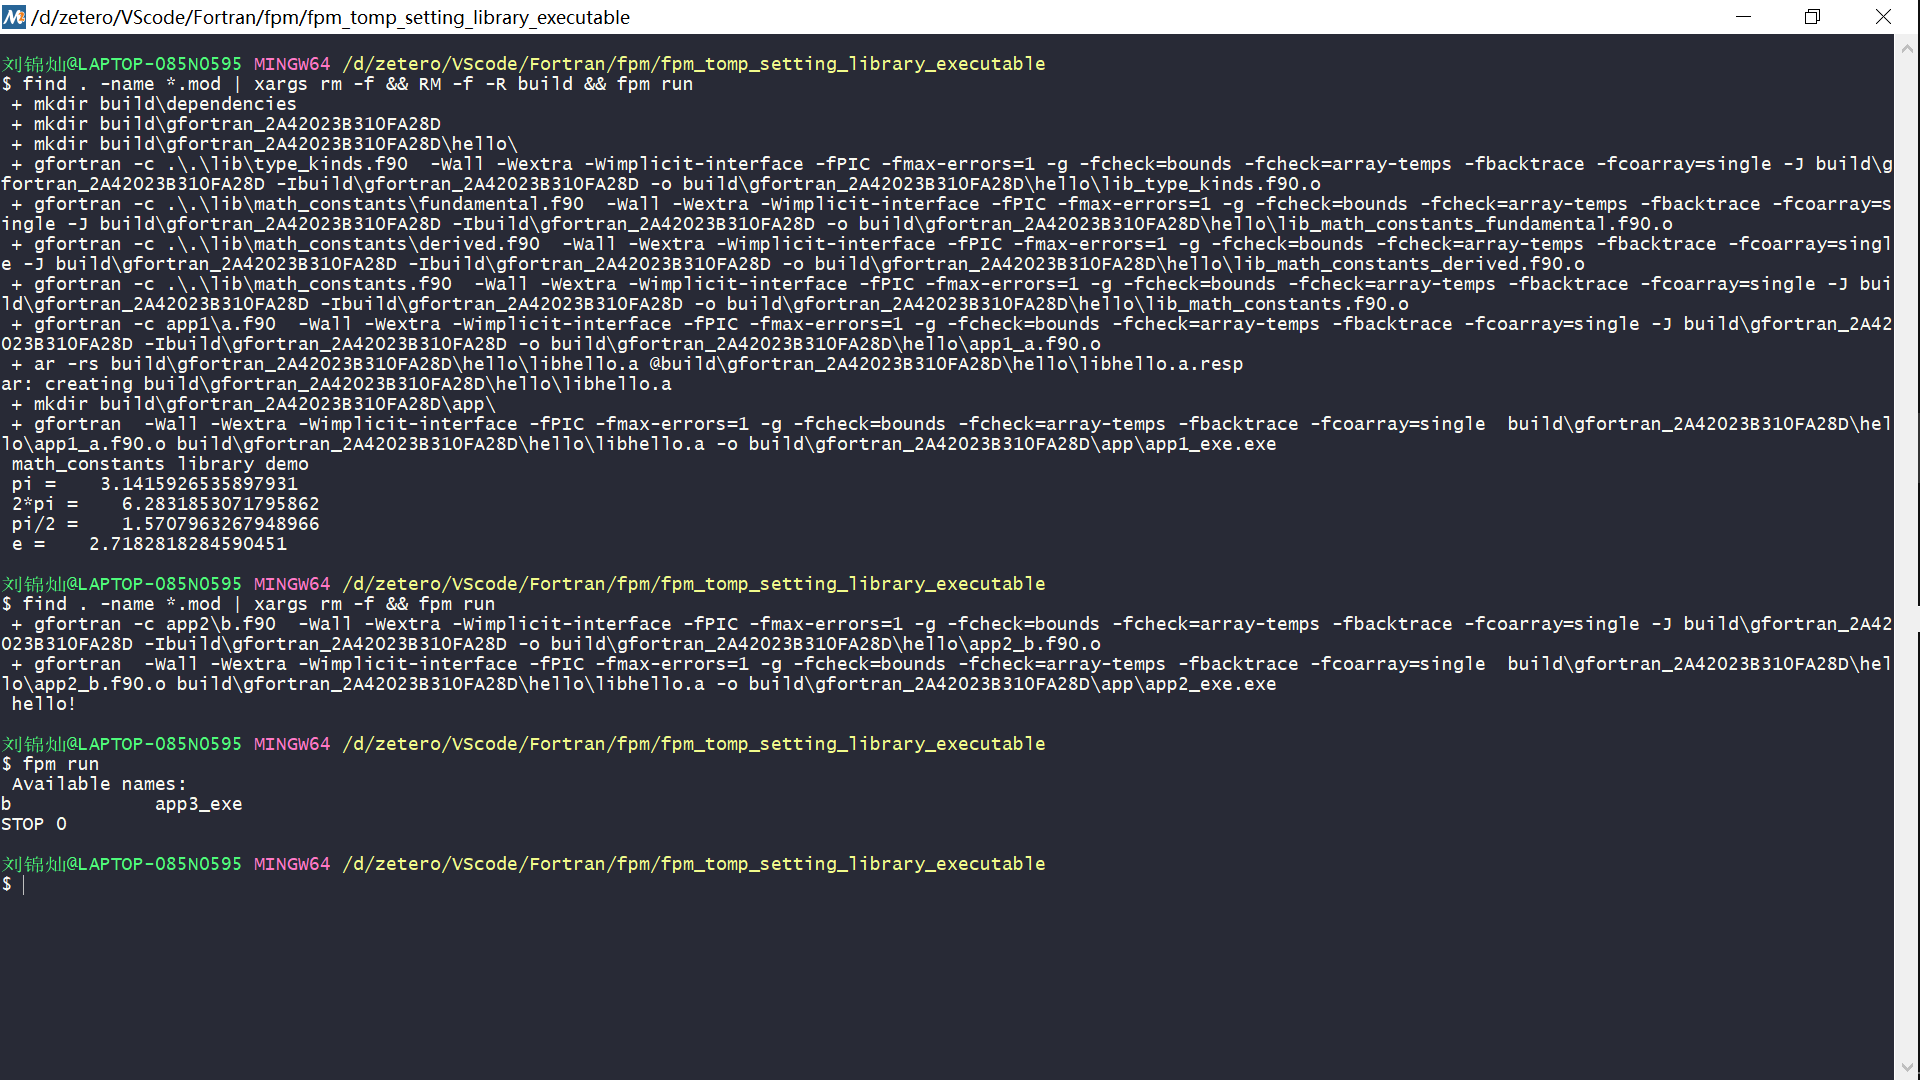 /d/zetero/VScode/Fortran/fpm/fpm_tomp_setting_library_executable
刘锦灿@LAPTOP-085N0595 MINGW64 /d/zetero/VScode/Fortran/fpm/fpm_tomp_setting_library_executable
$ find . -name *.mod | xargs rm -f && RM -f -R build && fpm run
+ mkdir build\dependencies
+ mkdir build\gfortran_2A42023B310FA28D
+ mkdir build\gfortran_2A42023B310FA28D\hello\
+ gfortran -c .\.\lib\type_kinds.f90  -Wall -Wextra -Wimplicit-interface -fPIC -fmax-errors=1 -g -fcheck=bounds -fcheck=array-temps -fbacktrace -fcoarray=single -J build\g
fortran_2A42023B310FA28D -Ibuild\gfortran_2A42023B310FA28D -o build\gfortran_2A42023B310FA28D\hello\lib_type_kinds.f90.o
+ gfortran -c .\.\lib\math_constants\fundamental.f90  -Wall -Wextra -Wimplicit-interface -fPIC -fmax-errors=1 -g -fcheck=bounds -fcheck=array-temps -fbacktrace -fcoarray=s
ingle -J build\gfortran_2A42023B310FA28D -Ibuild\gfortran_2A42023B310FA28D -o build\gfortran_2A42023B310FA28D\hello\lib_math_constants_fundamental.f90.o
+ gfortran -c .\.\lib\math_constants\derived.f90  -Wall -Wextra -Wimplicit-interface -fPIC -fmax-errors=1 -g -fcheck=bounds -fcheck=array-temps -fbacktrace -fcoarray=singl
e -J build\gfortran_2A42023B310FA28D -Ibuild\gfortran_2A42023B310FA28D -o build\gfortran_2A42023B310FA28D\hello\lib_math_constants_derived.f90.o
+ gfortran -c .\.\lib\math_constants.f90  -Wall -Wextra -Wimplicit-interface -fPIC -fmax-errors=1 -g -fcheck=bounds -fcheck=array-temps -fbacktrace -fcoarray=single -J bui
ld\gfortran_2A42023B310FA28D -Ibuild\gfortran_2A42023B310FA28D -o build\gfortran_2A42023B310FA28D\hello\lib_math_constants.f90.o
+ gfortran -c app1\a.f90  -Wall -Wextra -Wimplicit-interface -fPIC -fmax-errors=1 -g -fcheck=bounds -fcheck=array-temps -fbacktrace -fcoarray=single -J build\gfortran_2A42
023B310FA28D -Ibuild\gfortran_2A42023B310FA28D -o build\gfortran_2A42023B310FA28D\hello\app1_a.f90.o
+ ar -rs build\gfortran_2A42023B310FA28D\hello\libhello.a @build\gfortran_2A42023B310FA28D\hello\libhello.a.resp
ar: creating build\gfortran_2A42023B310FA28D\hello\libhello.a
+ mkdir build\gfortran_2A42023B310FA28D\app\
+ gfortran  -Wall -Wextra -Wimplicit-interface -fPIC -fmax-errors=1 -g -fcheck=bounds -fcheck=array-temps -fbacktrace -fcoarray=single  build\gfortran_2A42023B310FA28D\hel
lo\app1_a.f90.o build\gfortran_2A42023B310FA28D\hello\libhello.a -o build\gfortran_2A42023B310FA28D\app\app1_exe.exe
math_constants library demo
pi =    3.1415926535897931
2*pi =    6.2831853071795862
pi/2 =    1.5707963267948966
e =    2.7182818284590451
刘锦灿@LAPTOP-085N0595 MINGW64 /d/zetero/VScode/Fortran/fpm/fpm_tomp_setting_library_executable
$ find . -name *.mod | xargs rm -f && fpm run
+ gfortran -c app2\b.f90  -Wall -Wextra -Wimplicit-interface -fPIC -fmax-errors=1 -g -fcheck=bounds -fcheck=array-temps -fbacktrace -fcoarray=single -J build\gfortran_2A42
023B310FA28D -Ibuild\gfortran_2A42023B310FA28D -o build\gfortran_2A42023B310FA28D\hello\app2_b.f90.o
+ gfortran  -Wall -Wextra -Wimplicit-interface -fPIC -fmax-errors=1 -g -fcheck=bounds -fcheck=array-temps -fbacktrace -fcoarray=single  build\gfortran_2A42023B310FA28D\hel
lo\app2_b.f90.o build\gfortran_2A42023B310FA28D\hello\libhello.a -o build\gfortran_2A42023B310FA28D\app\app2_exe.exe
hello!
刘锦灿@LAPTOP-085N0595 MINGW64 /d/zetero/VScode/Fortran/fpm/fpm_tomp_setting_library_executable
$ fpm run
Available names:
b             app3_exe
STOP 0
刘锦灿@LAPTOP-085N0595 MINGW64 /d/zetero/VScode/Fortran/fpm/fpm_tomp_setting_library_executable
$